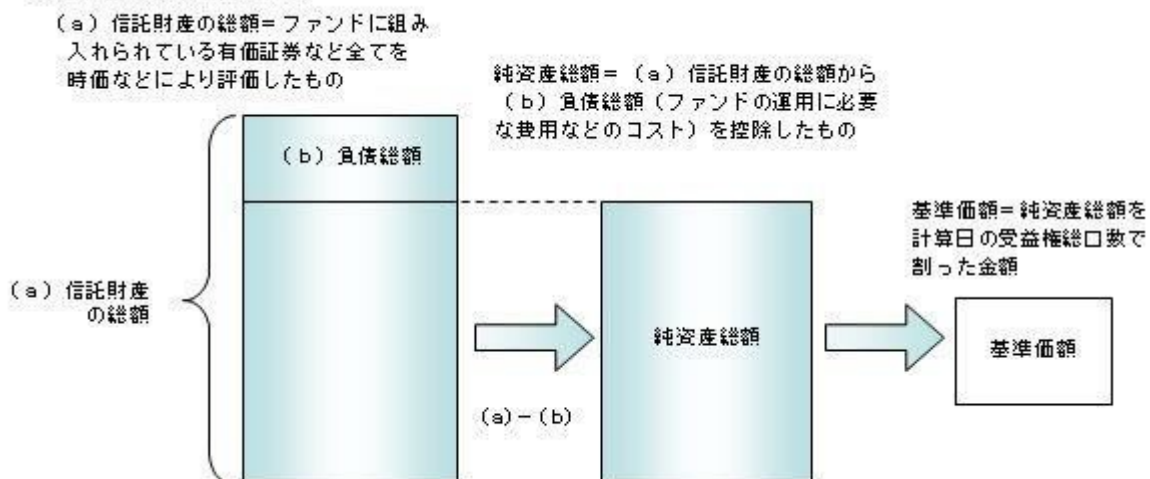 （a）信託財産の総額＝ファンドに組み
入れられている有価証券など全てを
時価などにより評価したもの
純資産総額＝（a）信託財産の総額から
（b）負債総額（ファンドの運用に必要
な費用などのコスト）を控除したもの
（b）負債総額
基準価額＝純資産総額を
計算日の受益権総口数で
割った金額
（a）信託財産
の総額
純資産総額
基準価額
（a）－（b）